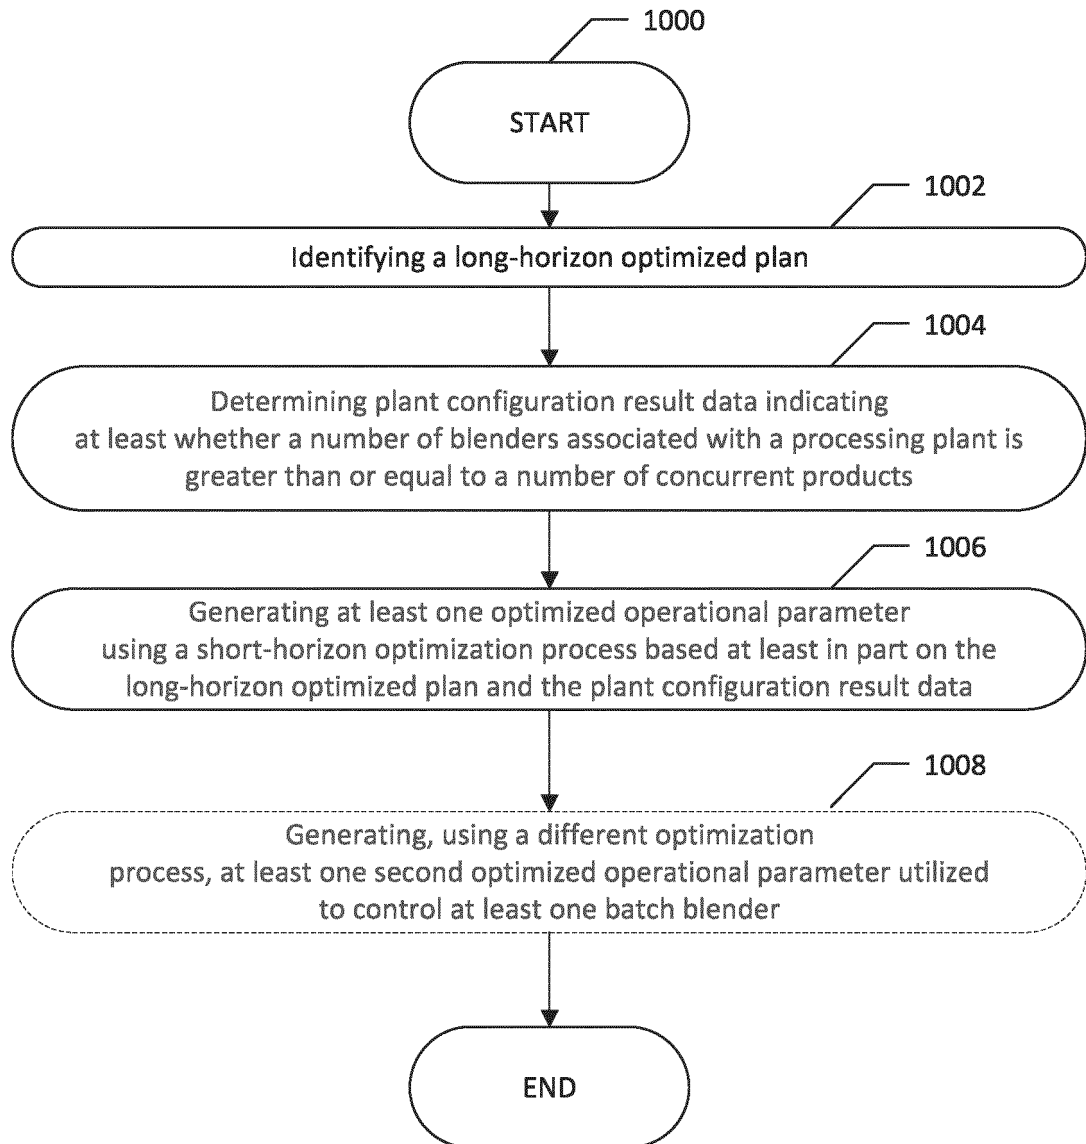 1000
START
1002
Identifying a long-horizon optimized plan
1004
Determining plant configuration result data indicating
at least whether a number of blenders associated with a processing plant is
greater than or equal to a number of concurrent products
1006
Generating at least one optimized operational parameter
using a short-horizon optimization process based at least in part on the
long-horizon optimized plan and the plant configuration result data
1008
Generating, using a different optimization
process, at least one second optimized operational parameter utilized
to control at least one batch blender
END